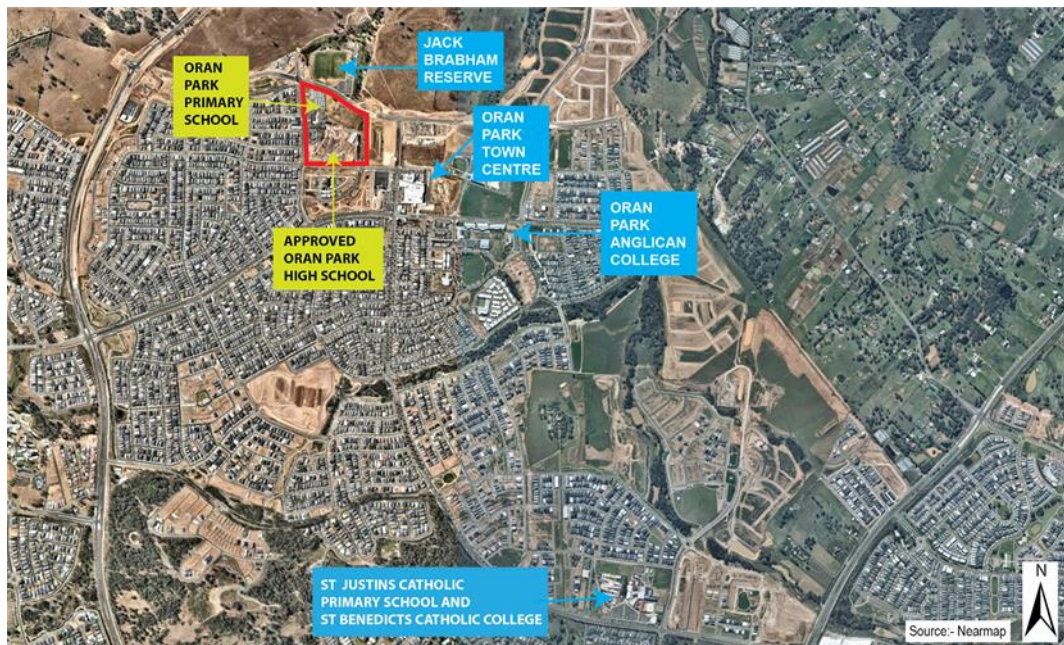 JACK
BRABHAM
RESERVE
ORAN
PARK
PRIMARY
SCHOOL
ORAN
PARK
TOWN
CENTRE
ORAN
PARK
ANGLICAN
COLLEGE
APPROVED
ORAN PARK
HIGH SCHOOL
ST JUSTINS CATHOLIC
PRIMARY SCHOOL AND
ST BENEDICTS CATHOLIC COLLEGE
N
Source:- Nearmap